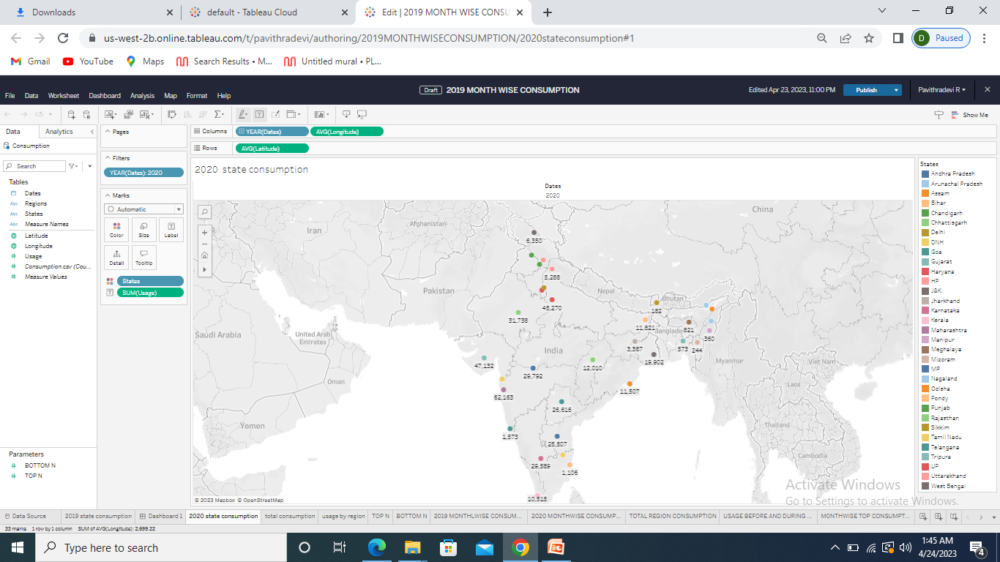 Downloads
default - Tableau Cloud
Edit | 2019 MONTH WISE CONSU
us-west-2b.online.tableau.com/t/pavithradevi/authoring/2019MONTHWISECONSUMPTION/2020stateconsumption#1
D Paused
Gmail YouTube Maps Search Results • M... Untitled mural • PL...
Draft 2019 MONTH WISE CONSUMPTION
Edited Apr 23, 2023, 11:00 PM Publish Pavithradevi R
File Data Worksheet Dashboard Analysis Map Format Help
Show Me
Data Analytics
Consumption
Search
Tables
Dates
Abc Regions
Abc States
Abc Measure Names
Latitude
Longitude
Usage
Consumption.csv (Cou...
Measure Values
Parameters
BOTTOM N
TOP N
Pages
Filters
YEAR(Dates): 2020
Marks
Automatic
Color Size Label
Detail Tooltip
States
SUM(Usage)
Columns YEAR(Dates) AVG(Longitude)
Rows AVG(Latitude)
2020 state consumption
Dates
2020
China
Afghanistan
Iran
6,350
5,288
Pakistan
Nepal
Bhutan
182
45,270
31,738
11,821
Bangladesh
821
360
Saudi Arabia
United Arab
Emirates
India
3,387
573
244
47,132
19,902
Myanmar
Viet Nam
29,792
12,010
Oman
11,507
Laos
62,163
26,616
Yemen
1,573
25,507
Thailand
29,589
1,106
Cambodia
10,515
© 2023 Mapbox © OpenStreetMap
States
Andhra Pradesh
Arunachal Pradesh
Assam
Bihar
Chandigarh
Chhattisgarh
Delhi
DNH
Goa
Gujarat
Haryana
HP
J&K
Jharkhand
Karnataka
Kerala
Maharashtra
Manipur
Meghalaya
Mizoram
MP
Nagaland
Odisha
Pondy
Punjab
Rajasthan
Sikkim
Tamil Nadu
Telangana
Tripura
UP
Uttarakhand
West Bengal
Activate Windows
Go to Settings to activate Windows.
Data Source 2019 state consumption Dashboard 1 2020 state consumption total consumption usage by region TOP N BOTTOM N 2019 MONTHLWISE CONSUM... 2020 MONTHWISE CONSUMP... TOTAL REGION CONSUMPTION USAGE BEFORE AND DURING ... MONTHWISE TOP CONSUMPT...
33 marks 1 row by 1 column SUM of AVG(Longitude): 2,699.22
Type here to search
1:45 AM
4/24/2023
4